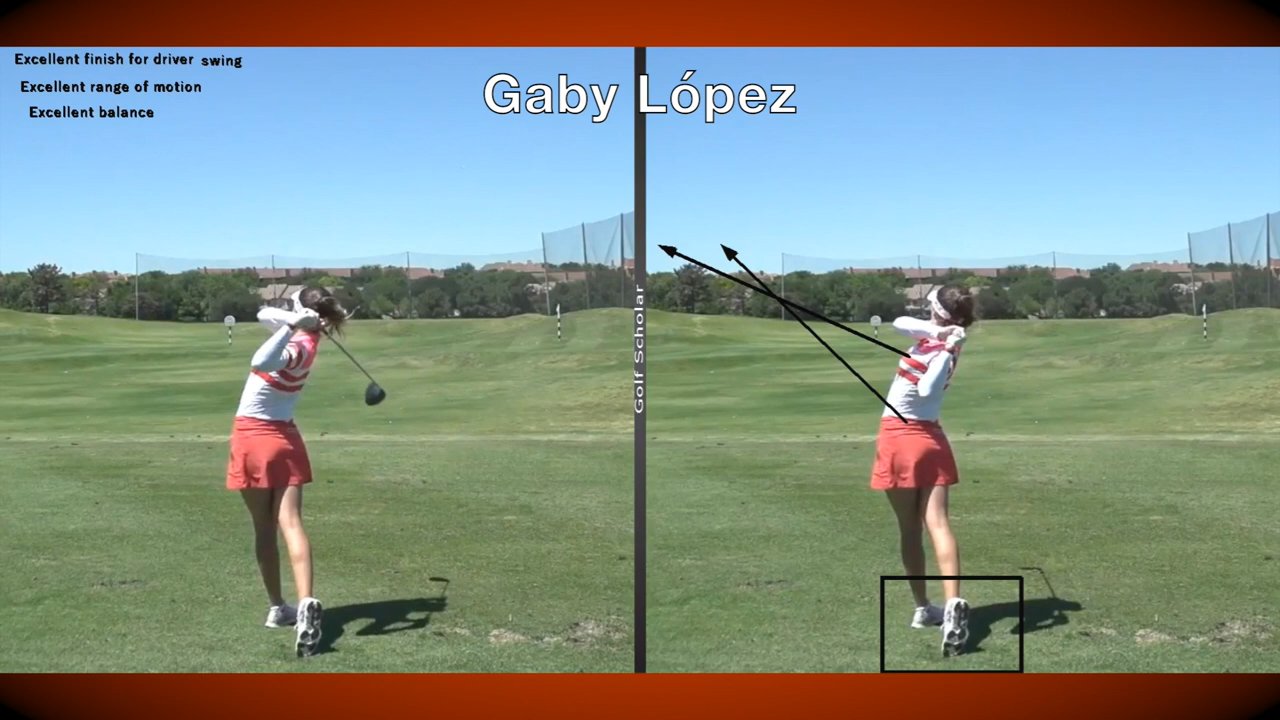 Excellent finish for driver swing
Excellent range of motion
Excellent balance
Gaby López
Golf Scholar